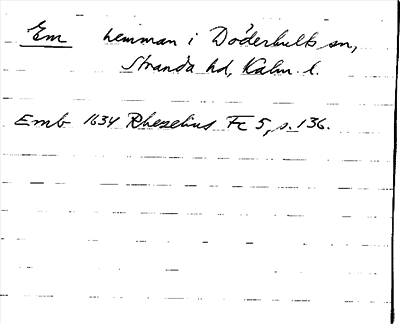 Em hemman i Döderhults sn,
Stranda hd, Kalm. l.
Emb 1634 Rhezelius Fc 5, s. 136.